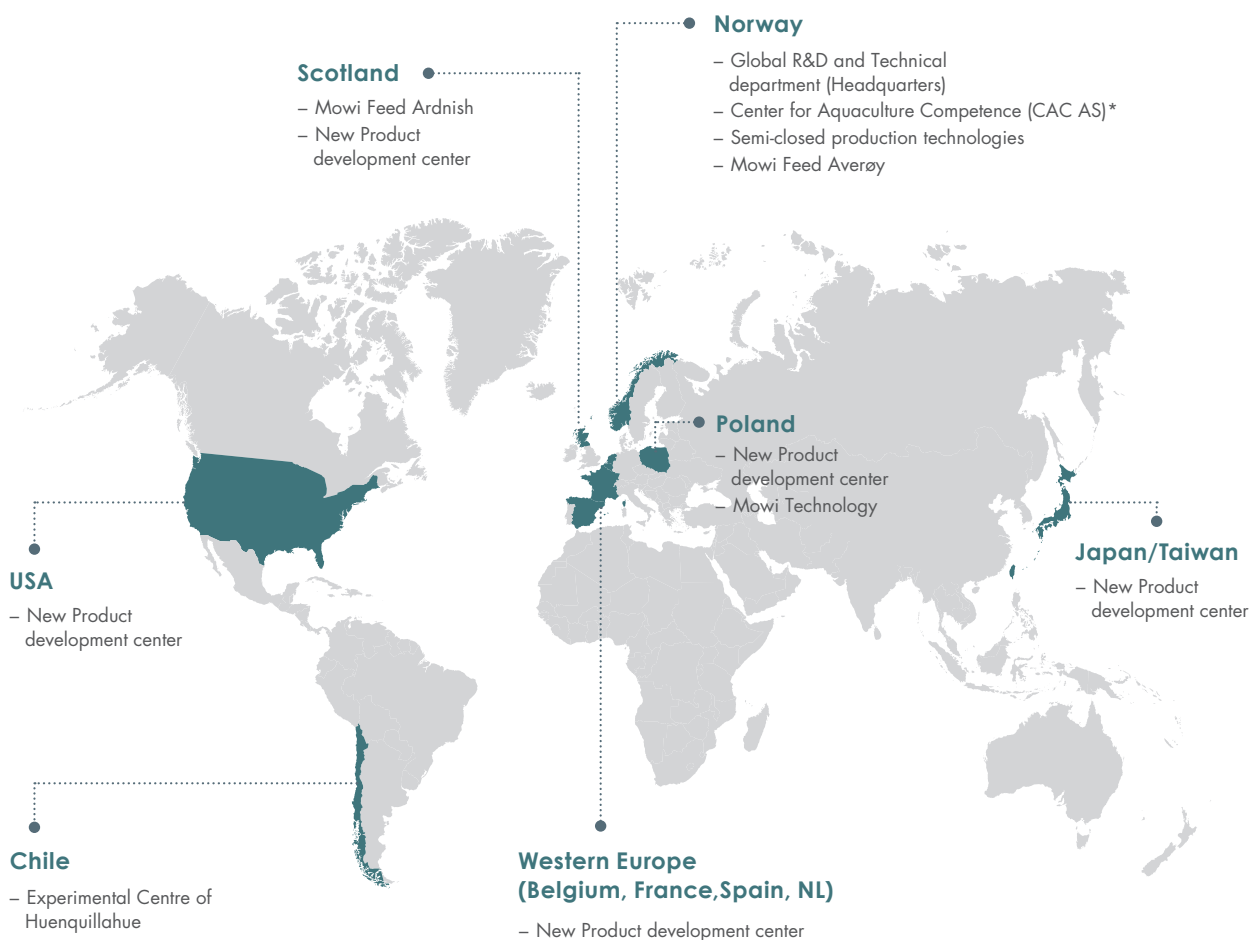 Norway
– Global R&D and Technical
department (Headquarters)
– Center for Aquaculture Competence (CAC AS)*
– Semi-closed production technologies
– Mowi Feed Averøy
Scotland
– Mowi Feed Ardnish
– New Product
development center
Poland
– New Product
development center
– Mowi Technology
Japan/Taiwan
– New Product
development center
USA
– New Product
development center
Chile
– Experimental Centre of
Huenquillahue
Western Europe
(Belgium, France,Spain, NL)
– New Product development center